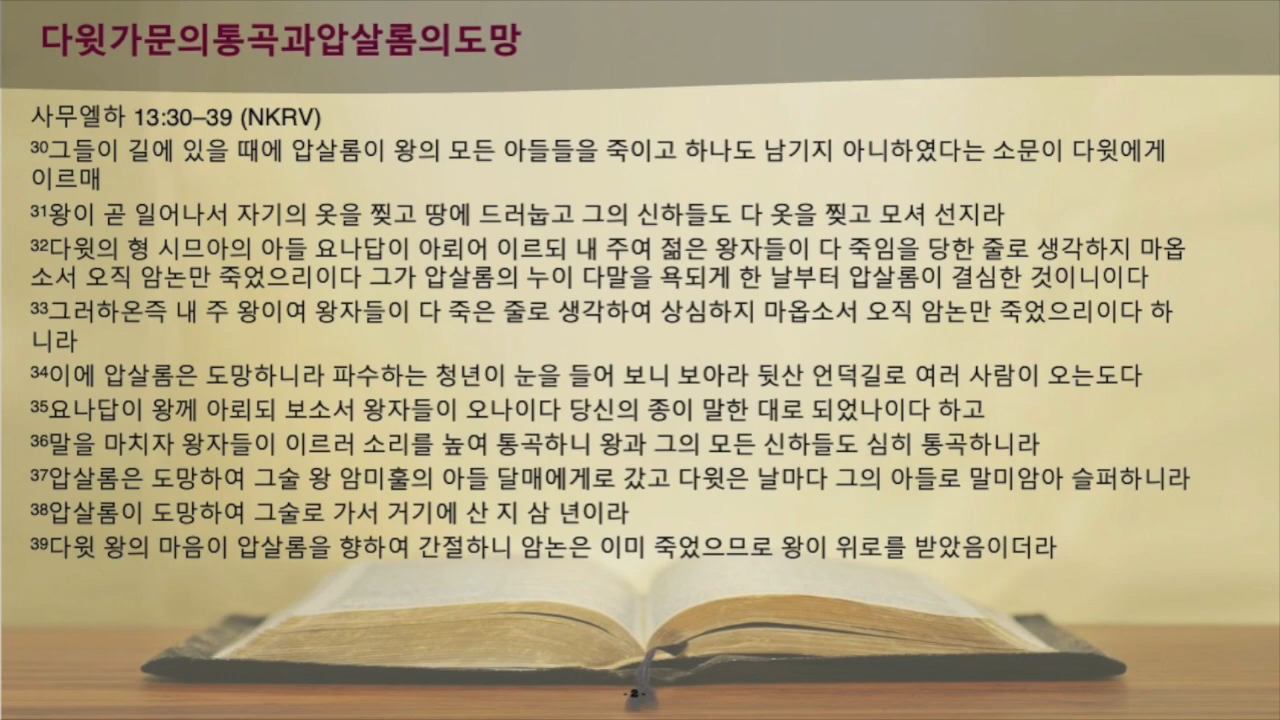 다윗가문의통곡과압살롬의도망
사무엘하 13:30–39 (NKRV)
30그들이 길에 있을 때에 압살롬이 왕의 모든 아들들을 죽이고 하나도 남기지 아니하였다는 소문이 다윗에게
이르매
31왕이 곧 일어나서 자기의 옷을 찢고 땅에 드러눕고 그의 신하들도 다 옷을 찢고 모셔 선지라
32다윗의 형 시므아의 아들 요나답이 아뢰어 이르되 내 주여 젊은 왕자들이 다 죽임을 당한 줄로 생각하지 마옵
소서 오직 암논만 죽었으리이다 그가 압살롬의 누이 다말을 욕되게 한 날부터 압살롬이 결심한 것이니이다
33그러하온즉 내 주 왕이여 왕자들이 다 죽은 줄로 생각하여 상심하지 마옵소서 오직 암논만 죽었으리이다 하
니라
34이에 압살롬은 도망하니라 파수하는 청년이 눈을 들어 보니 보아라 뒷산 언덕길로 여러 사람이 오는도다
35요나답이 왕께 아뢰되 보소서 왕자들이 오나이다 당신의 종이 말한 대로 되었나이다 하고
36말을 마치자 왕자들이 이르러 소리를 높여 통곡하니 왕과 그의 모든 신하들도 심히 통곡하니라
37압살롬은 도망하여 그술 왕 암미훌의 아들 달매에게로 갔고 다윗은 날마다 그의 아들로 말미암아 슬퍼하니라
38압살롬이 도망하여 그술로 가서 거기에 산 지 삼 년이라
39다윗 왕의 마음이 압살롬을 향하여 간절하니 암논은 이미 죽었으므로 왕이 위로를 받았음이더라
- 2 -